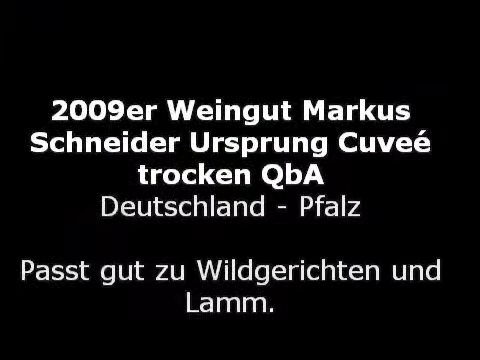 2009er Weingut Markus
Schneider Ursprung Cuveé
trocken QbA
Deutschland - Pfalz
Passt gut zu Wildgerichten und
Lamm.